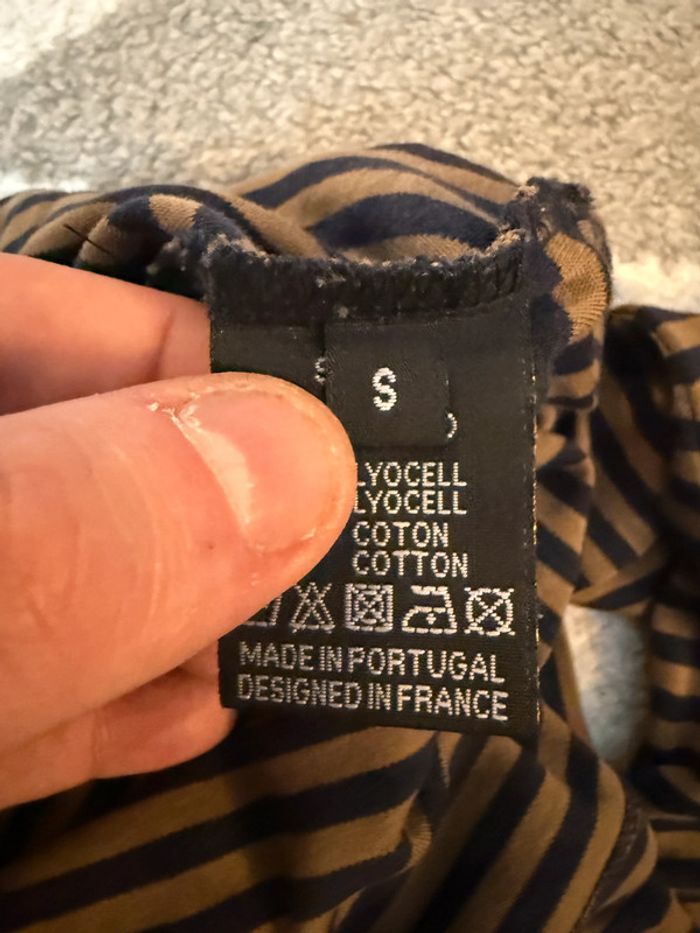 S
LYOCELL
LYOCELL
COTON
COTTON
MADE IN PORTUGAL
DESIGNED IN FRANCE